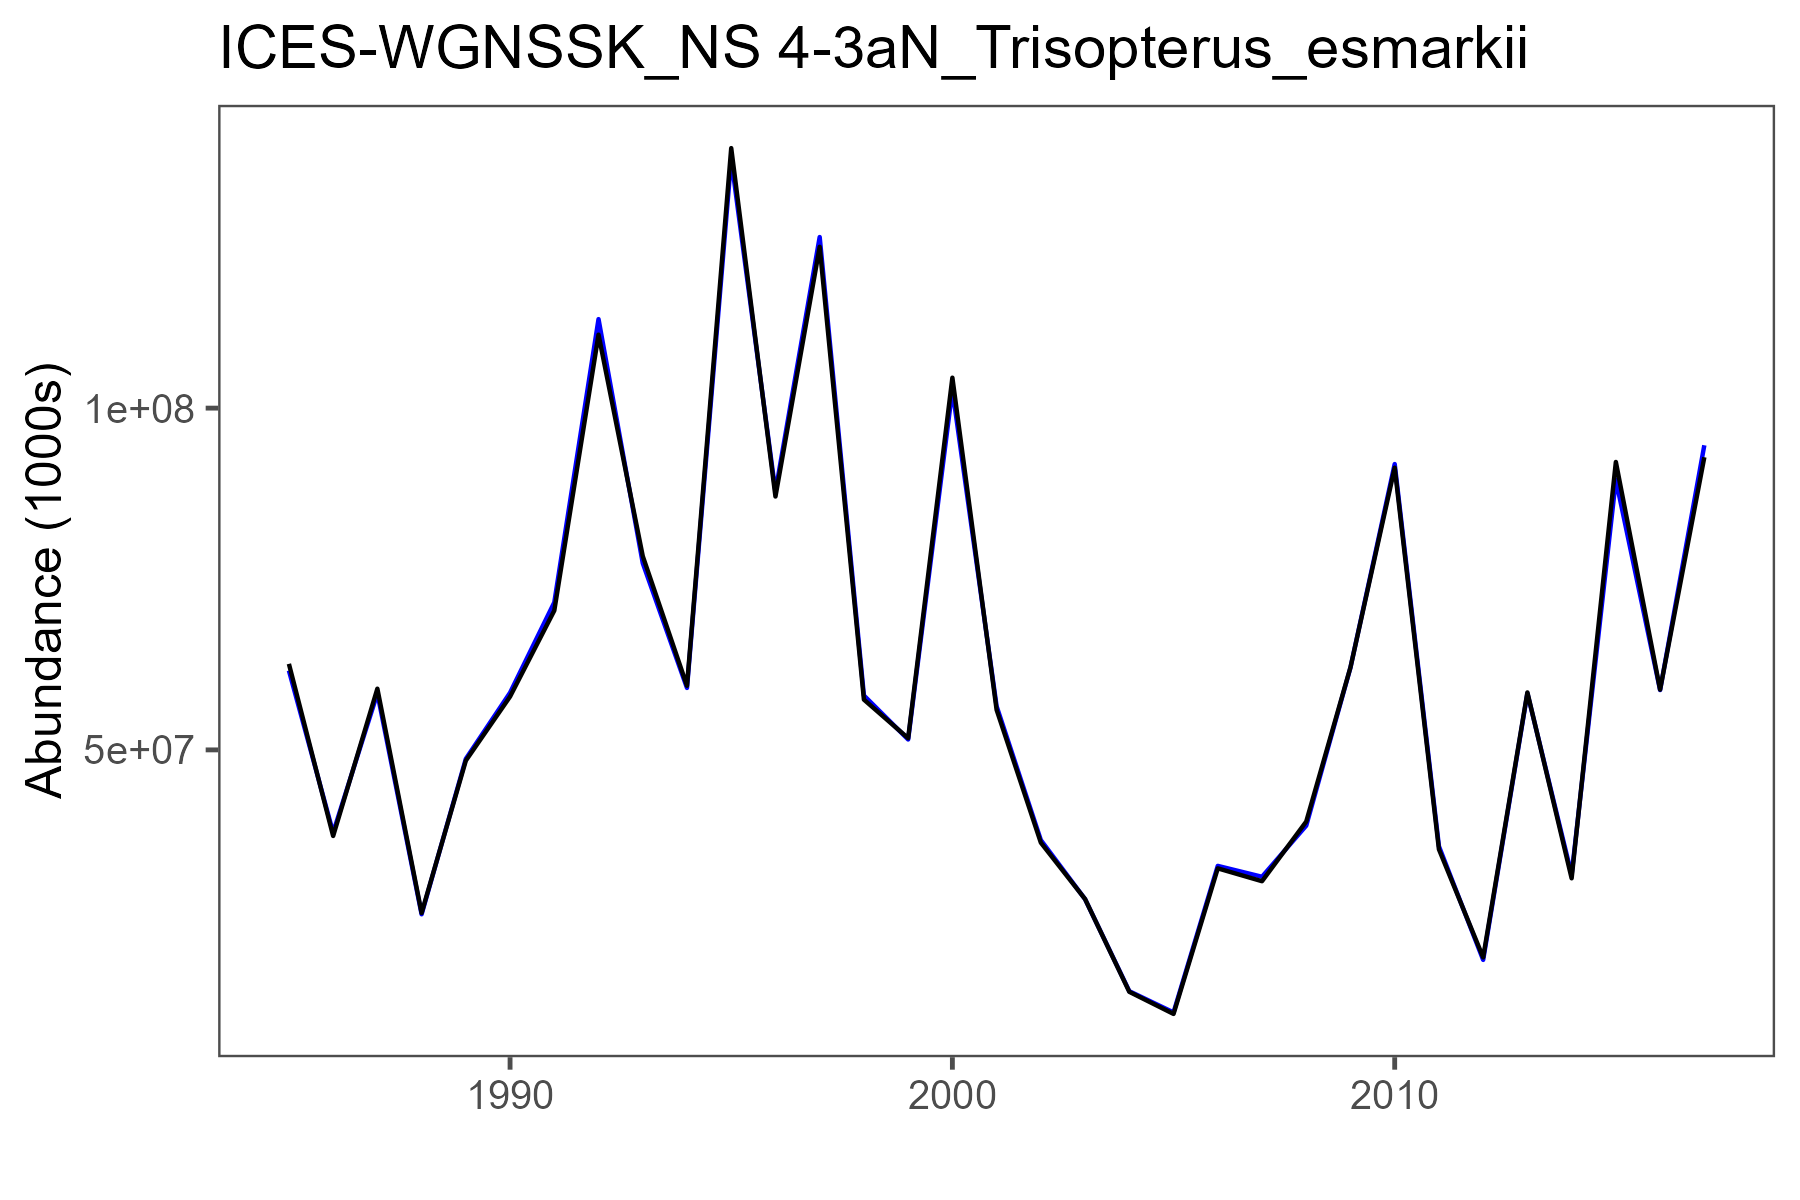 ICES-WGNSSK_NS 4-3aN_Trisopterus_esmarkii
Abundance (1000s)
1e+08
5e+07
1990
2000
2010